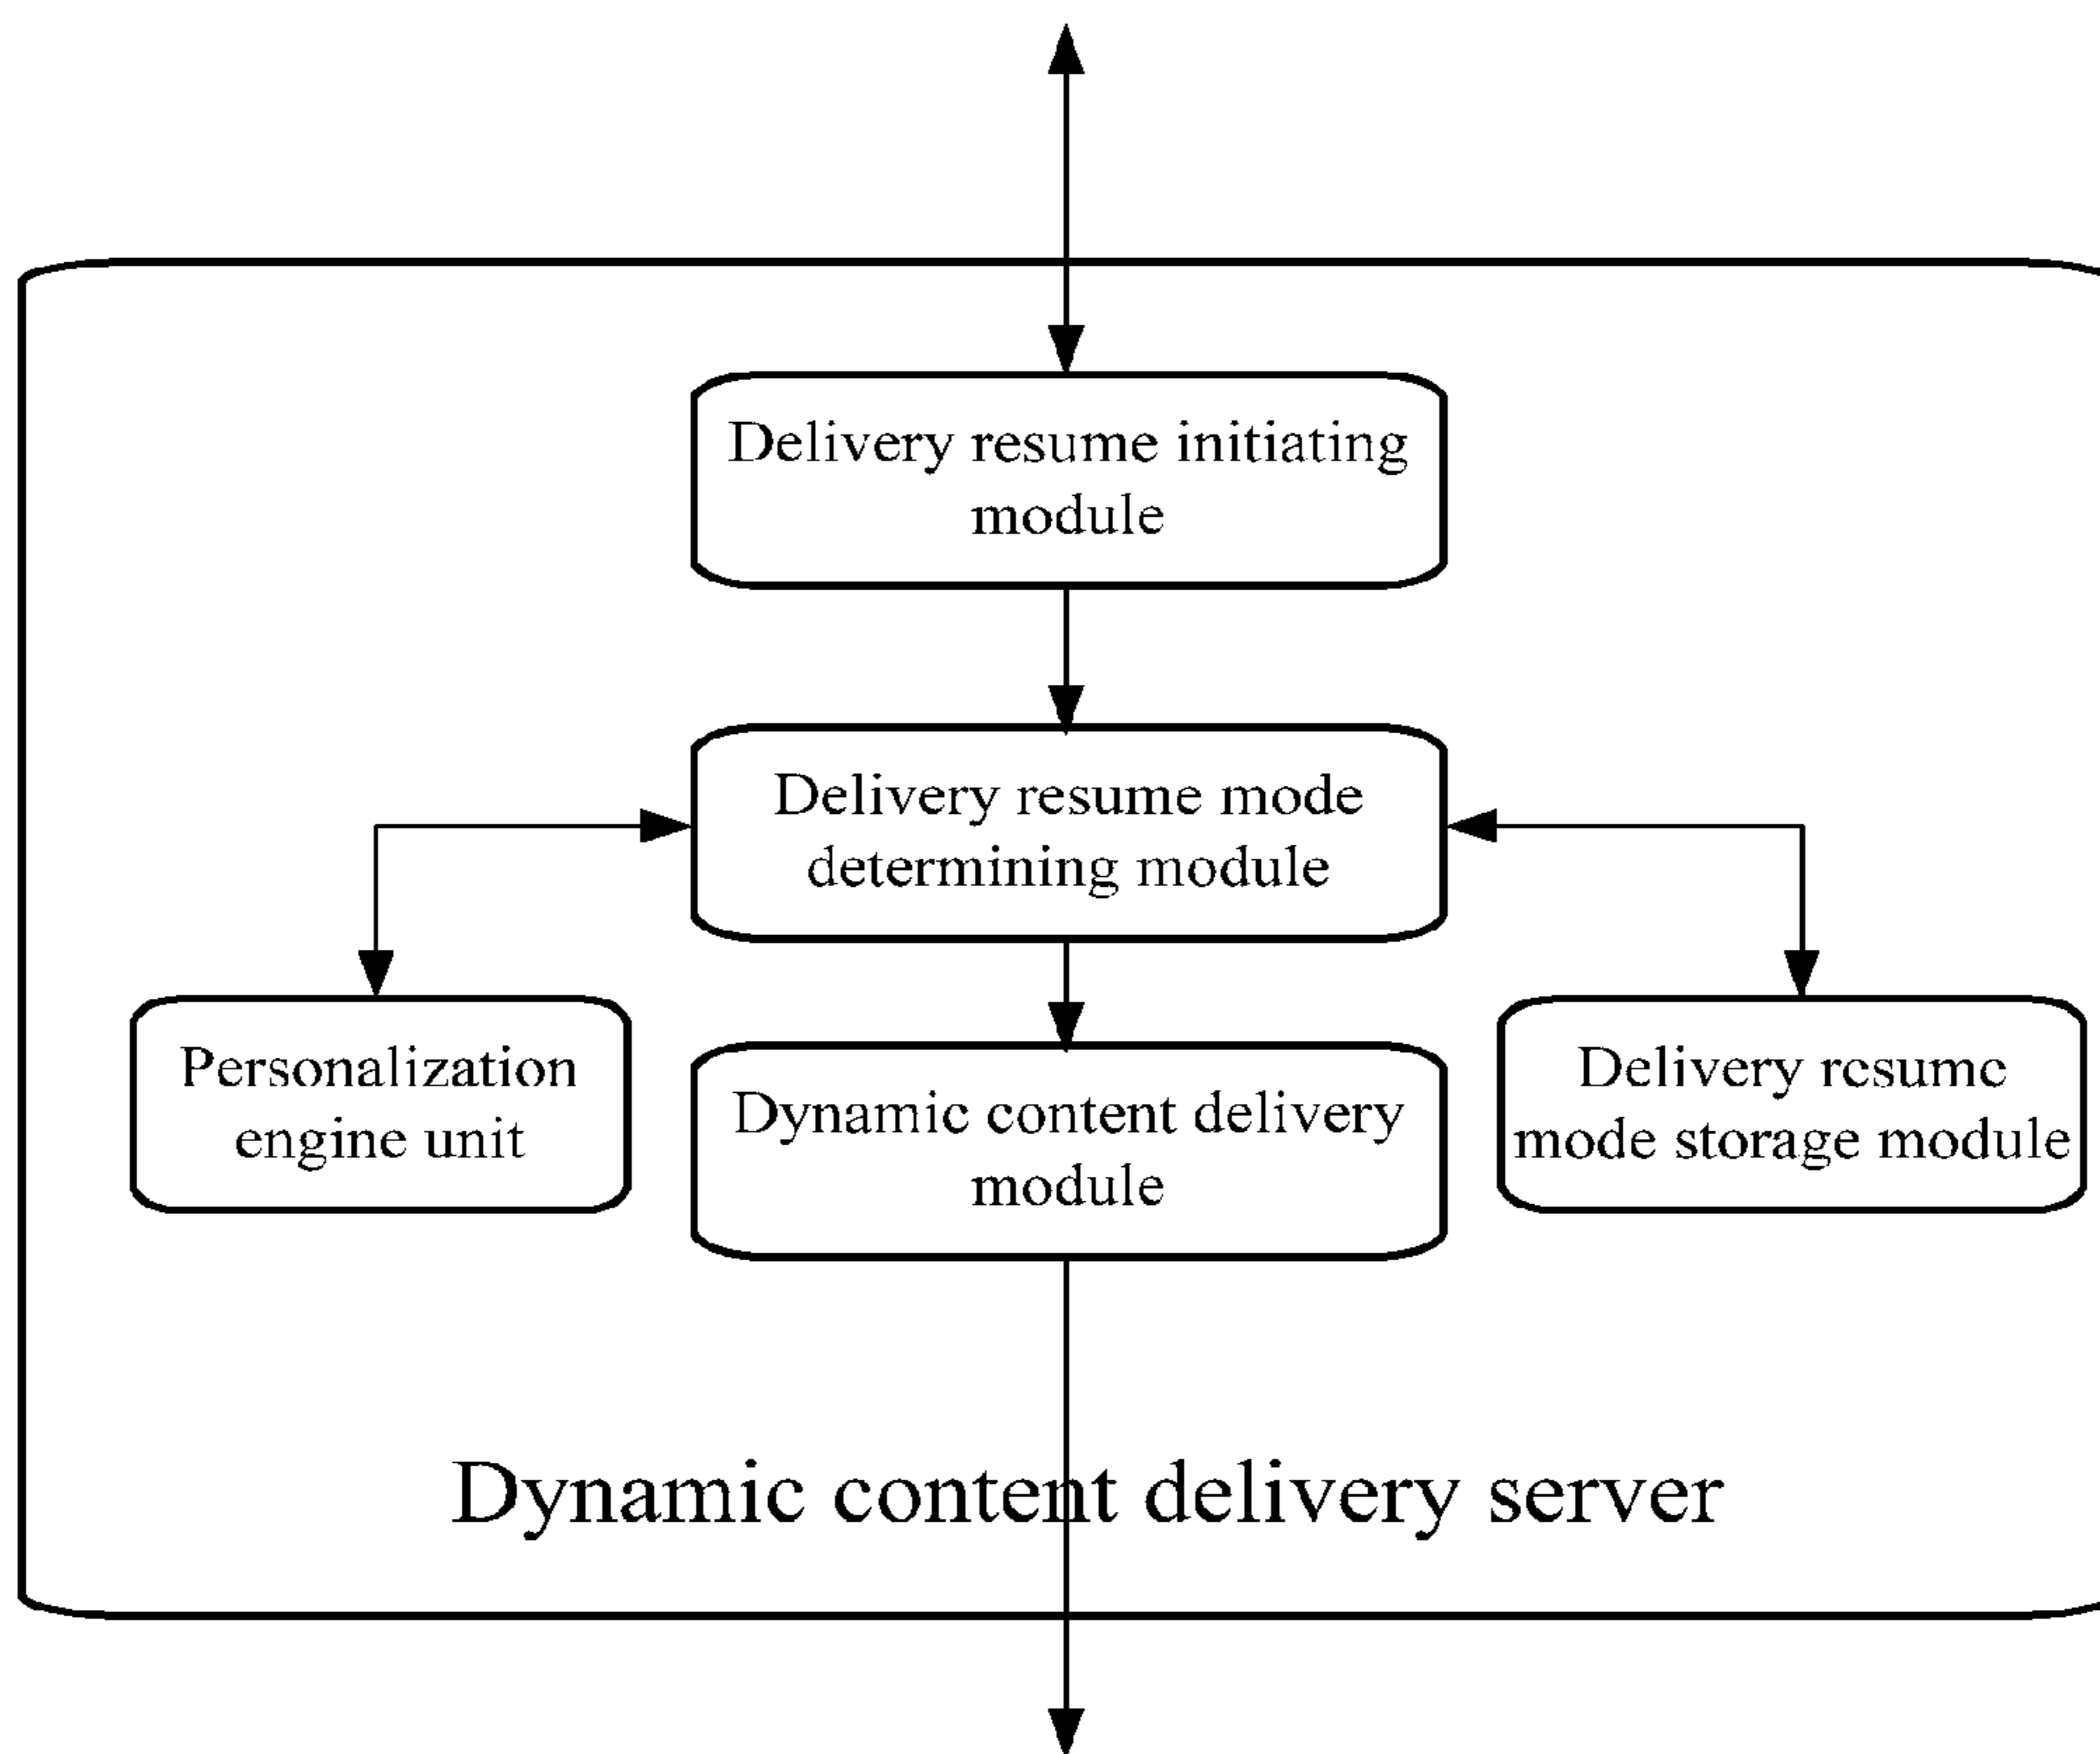 Delivery resume initiating
module
Delivery resume mode
determining module
Personalization
engine unit
Dynamic content delivery
module
Delivery resume
mode storage module
Dynamic content delivery server